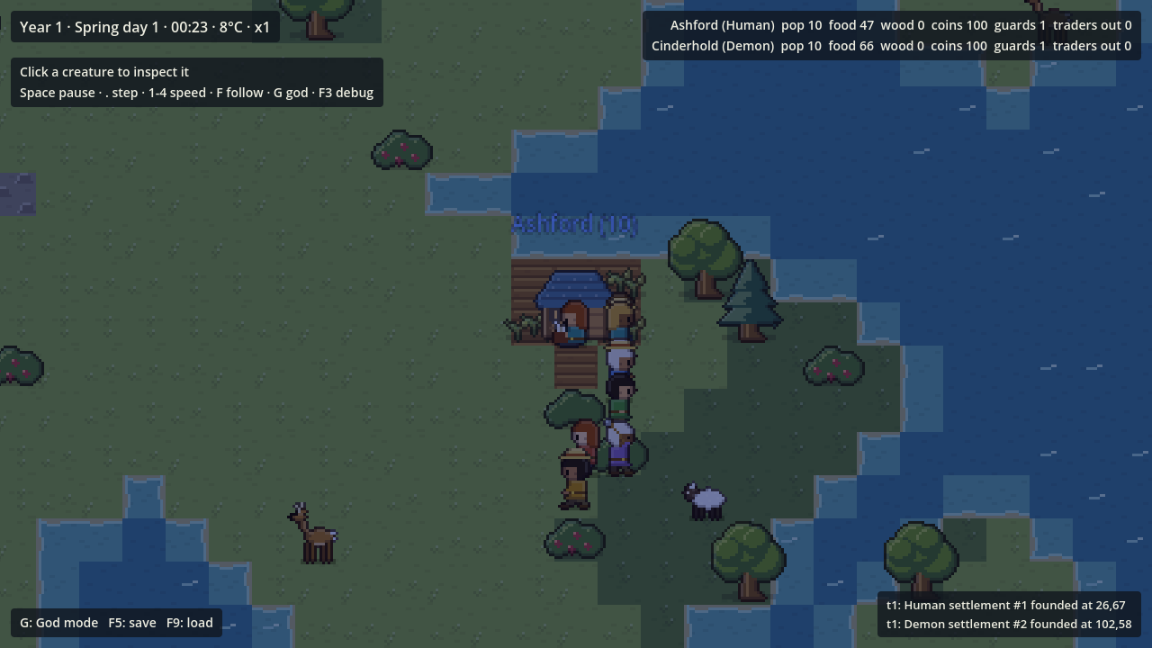 Year 1 · Spring day 1 · 00:23 · 8°C · x1
Ashford (Human) pop 10 food 47 wood 0 coins 100 guards 1 traders out 0
Cinderhold (Demon) pop 10 food 66 wood 0 coins 100 guards 1 traders out 0
Click a creature to inspect it
Space pause · . step · 1-4 speed · F follow · G god · F3 debug
Ashford (10)
t1: Human settlement #1 founded at 26,67
t1: Demon settlement #2 founded at 102,58
G: God mode F5: save F9: load